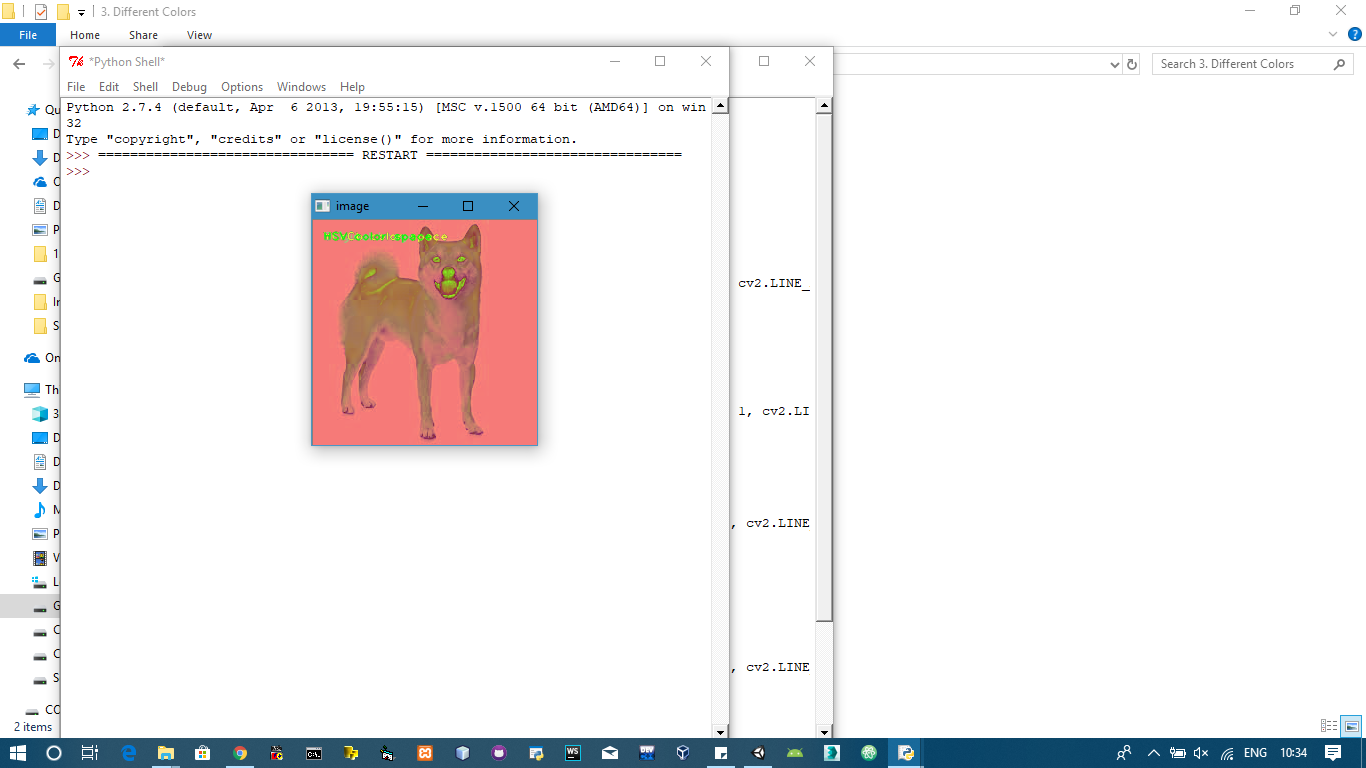 3. Different Colors
File
Home
Share
View
Search 3. Different Colors
*Python Shell*
File Edit Shell Debug Options Windows Help
Python 2.7.4 (default, Apr  6 2013, 19:55:15) [MSC v.1500 64 bit (AMD64)] on win
32
Type "copyright", "credits" or "license()" for more information.
>>> ================================ RESTART ================================
>>>
image
cv2.LINE_
1, cv2.LI
, cv2.LINE
, cv2.LINE
Qu
D
D
O
D
P
1
G
In
S
On
Th
3
D
D
D
M
P
V
L
G
C
C
S
CO
2 items
ENG
10:34